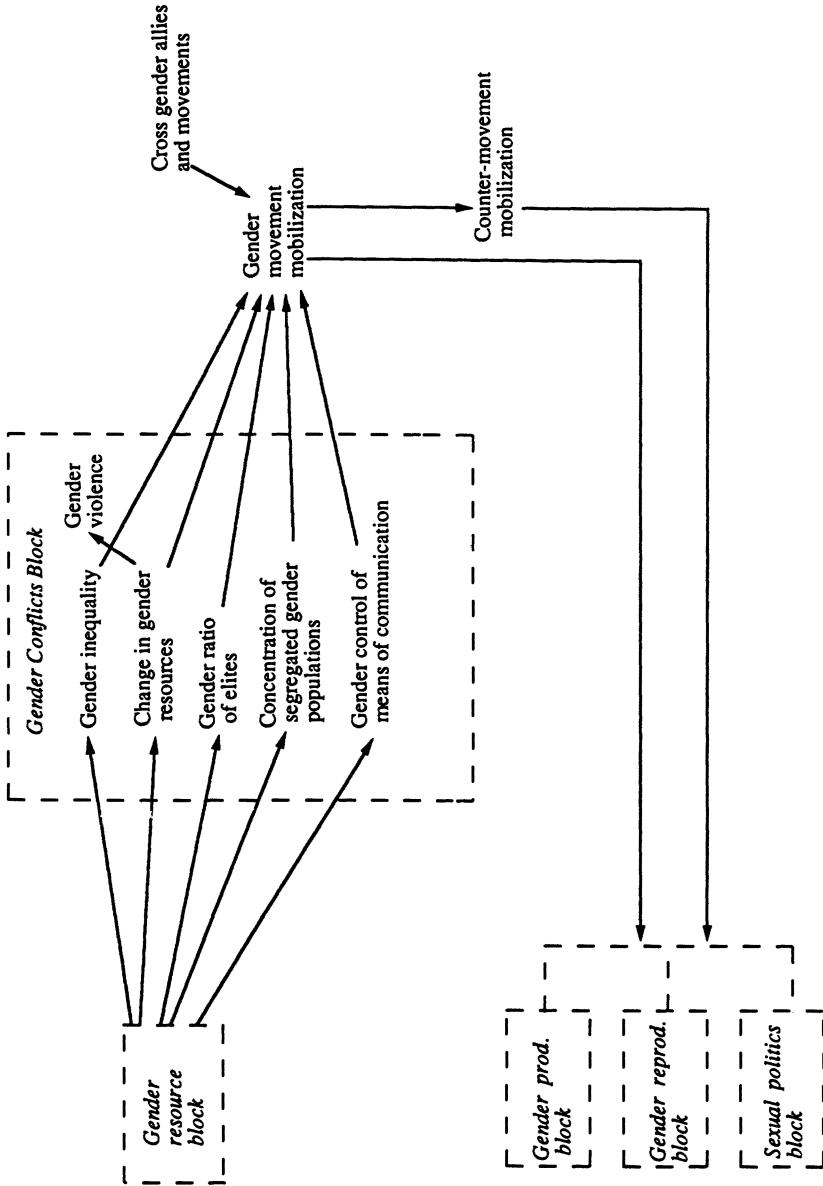 Gender
resource
block
Gender Conflicts Block
Gender inequality
Gender
violence
Change in gender
resources
Gender ratio
of elites
Concentration of
segregated gender
populations
Gender control of
means of communication
Cross gender allies
and movements
Gender
movement
mobilization
Counter-movement
mobilization
Gender prod.
block
Gender reprod.
block
Sexual politics
block